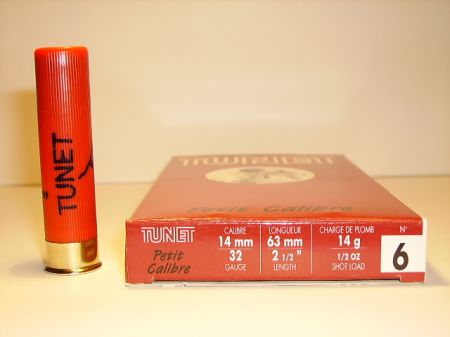 TUNET
Petit Calibre
TUNET
Petit
Calibre
CALIBRE
14 mm
32
GAUGE
LONGUEUR
63 mm
2 1/2 "
LENGTH
CHARGE DE PLOMB
14 g
1/2 OZ
SHOT LOAD
N°
6